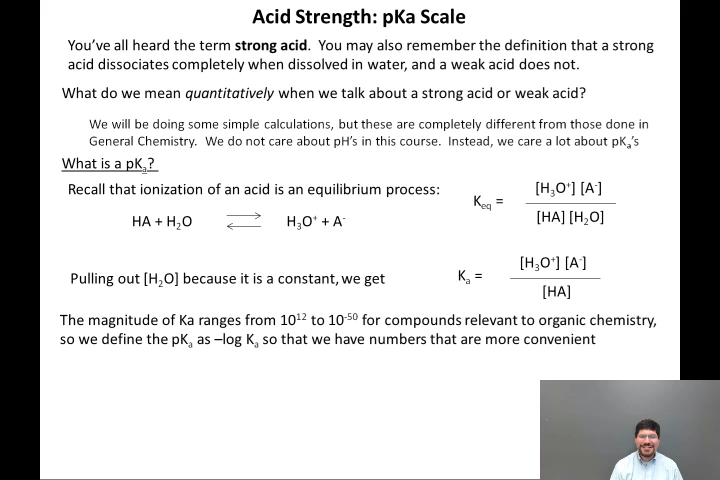 Acid Strength: pKa Scale
You've all heard the term strong acid. You may also remember the definition that a strong
acid dissociates completely when dissolved in water, and a weak acid does not.
What do we mean quantitatively when we talk about a strong acid or weak acid?
We will be doing some simple calculations, but these are completely different from those done in
General Chemistry. We do not care about pH's in this course. Instead, we care a lot about pKₐ's
What is a pKₐ?
Recall that ionization of an acid is an equilibrium process:
HA + H₂O ⇌ H₃O⁺ + A⁻
Keq = [H₃O⁺] [A⁻]
[HA] [H₂O]
Pulling out [H₂O] because it is a constant, we get
Kₐ = [H₃O⁺] [A⁻]
[HA]
The magnitude of Ka ranges from 10¹² to 10⁻⁵⁰ for compounds relevant to organic chemistry,
so we define the pKₐ as –log Kₐ so that we have numbers that are more convenient